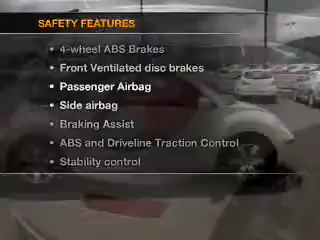 SAFETY FEATURES
• 4-wheel ABS Brakes
• Front Ventilated disc brakes
• Passenger Airbag
• Side airbag
• Braking Assist
• ABS and Driveline Traction Control
• Stability control